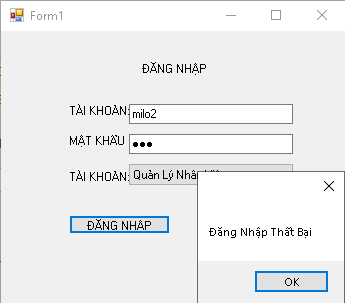 Form1
ĐĂNG NHẬP
TÀI KHOẢN:
milo2
MẬT KHẨU
TÀI KHOẢN:
Quản Lý
Đăng Nhập Thất Bại
ĐĂNG NHẬP
OK